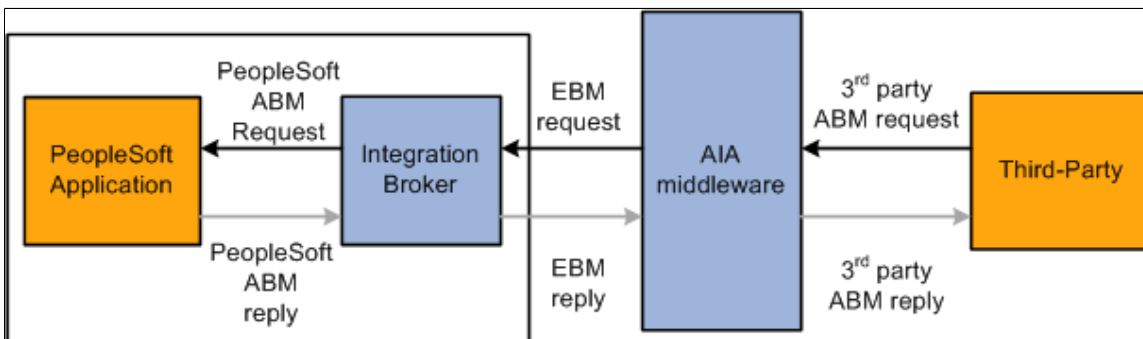 PeopleSoft
ABM
Request
EBM
request
3rd party
ABM request
PeopleSoft
Application
Integration
Broker
AIA
middleware
Third-Party
PeopleSoft
ABM
reply
EBM
reply
3rd party
ABM reply